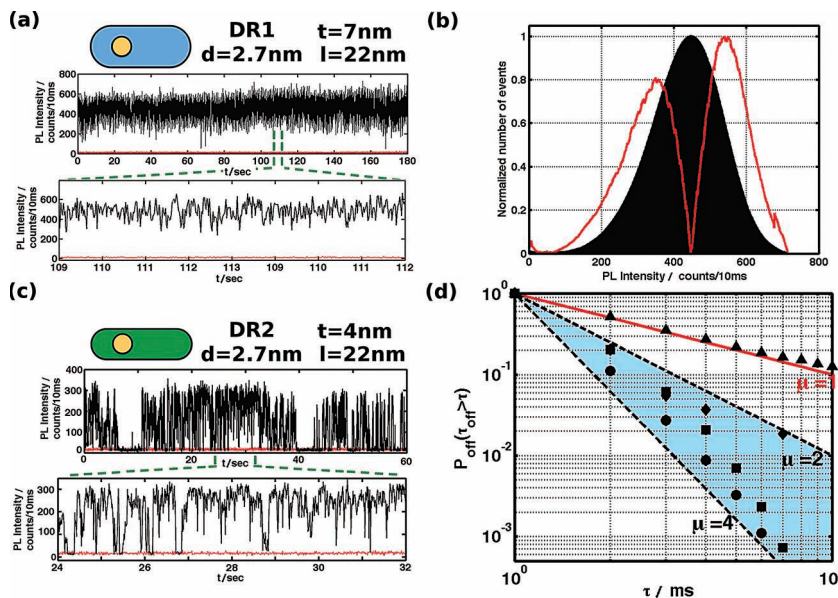 (a)
DR1 t=7nm
d=2.7nm l=22nm
PL Intensity /
counts/10ms
800
600
400
200
0
0 20 40 60 80 100 120 140 160 180
t/sec
PL Intensity /
counts/10ms
600
400
200
0
109 110 111 112 113 109 110 111 112
t/sec
(b)
Normalized number of events
1
0.8
0.6
0.4
0.2
0
0 200 400 600 800
PL Intensity / counts/10ms
(c)
DR2 t=4nm
d=2.7nm l=22nm
PL Intensity /
counts/10ms
400
300
200
100
0
0 20 40 60
t/sec
PL Intensity /
counts/10ms
300
200
100
0
24 26 28 30 32
t/sec
(d)
P_off(τ_off>τ)
10^0
10^-1
10^-2
10^-3
μ=1
μ=2
μ=4
10^0 10
τ / ms